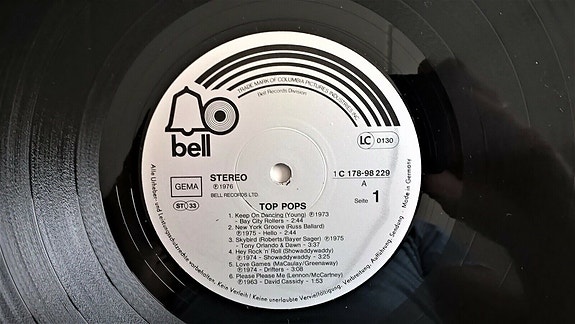 TRADE MARK OF COLUMBIA PICTURES INDUSTRIES, INC.
Bell Records Division
bell
LC 0130
STEREO
℗ 1976
BELL RECORDS LTD.
GEMA
ST 33
1 C 178-98 229
A
Seite 1
TOP POPS
1. Keep On Dancing (Young) ℗ 1973
- Bay City Rollers - 2:44
2. New York Groove (Russ Ballard)
℗ 1975 - Hello - 2:44
3. Skybird (Roberts/Bayer Sager) ℗ 1975
- Tony Orlando & Dawn - 3:37
4. Hey Rock 'n' Roll (Showaddywaddy)
℗ 1974 - Showaddywaddy - 3:25
5. Love Games (MaCaulay/Greenaway)
℗ 1974 - Drifters - 3:08
6. Please Please Me (Lennon/McCartney)
℗ 1963 - David Cassidy - 1:53
Alle Urheber- und Leistungsschutzrechte vorbehalten. Kein Verleih! Keine unerlaubte Vervielfältigung, Verbreitung, Aufführung, Sendung. Made in Germany